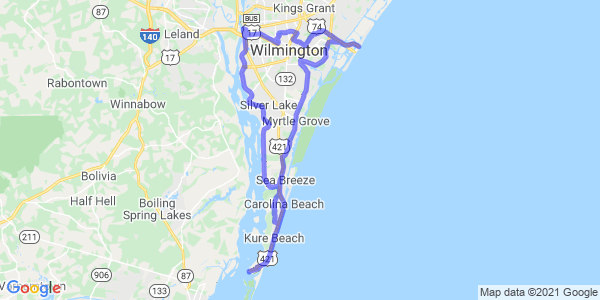 Kings Grant
BUS
17
74
Leland
140
17
Wilmington
Rabontown
132
Winnabow
Silver Lake
Myrtle Grove
421
Bolivia
Sea Breeze
Half Hell
Boiling
Spring Lakes
Carolina Beach
211
87
Kure Beach
421
906
133
87
Google
Map data ©2021 Google